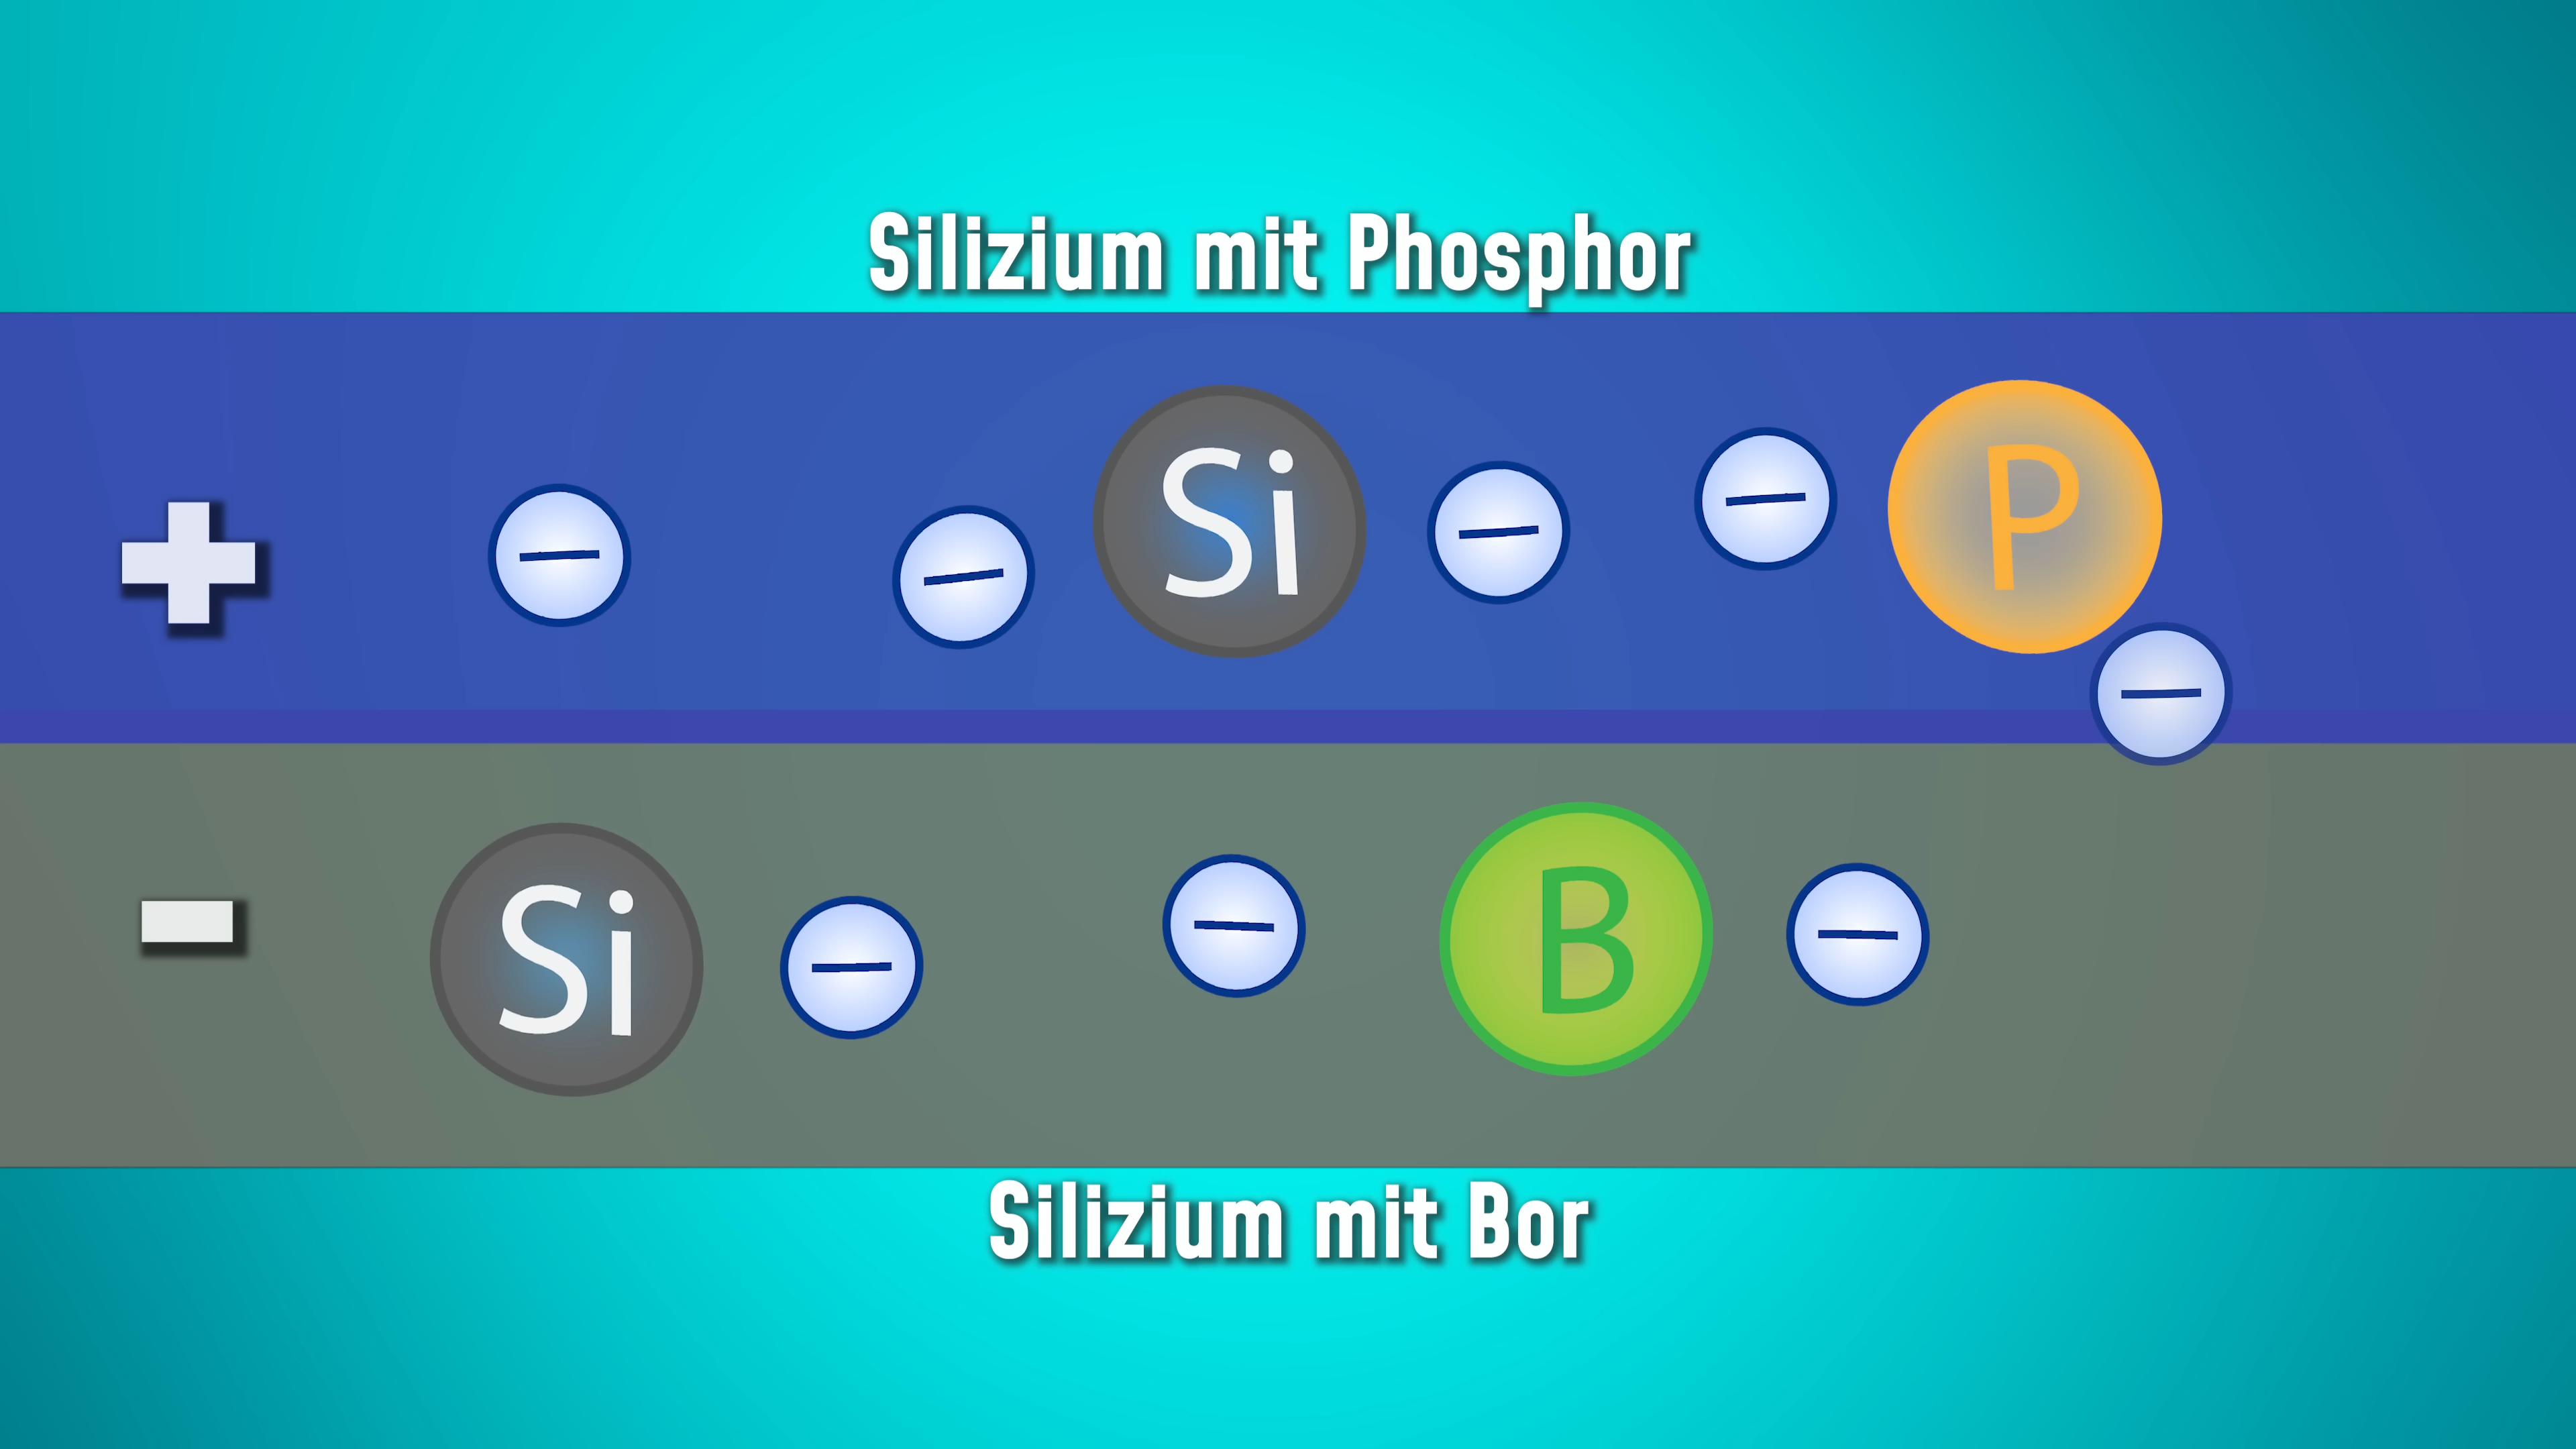 Silizium mit Phosphor
+ − − Si − − P
−
- Si − − B −
Silizium mit Bor